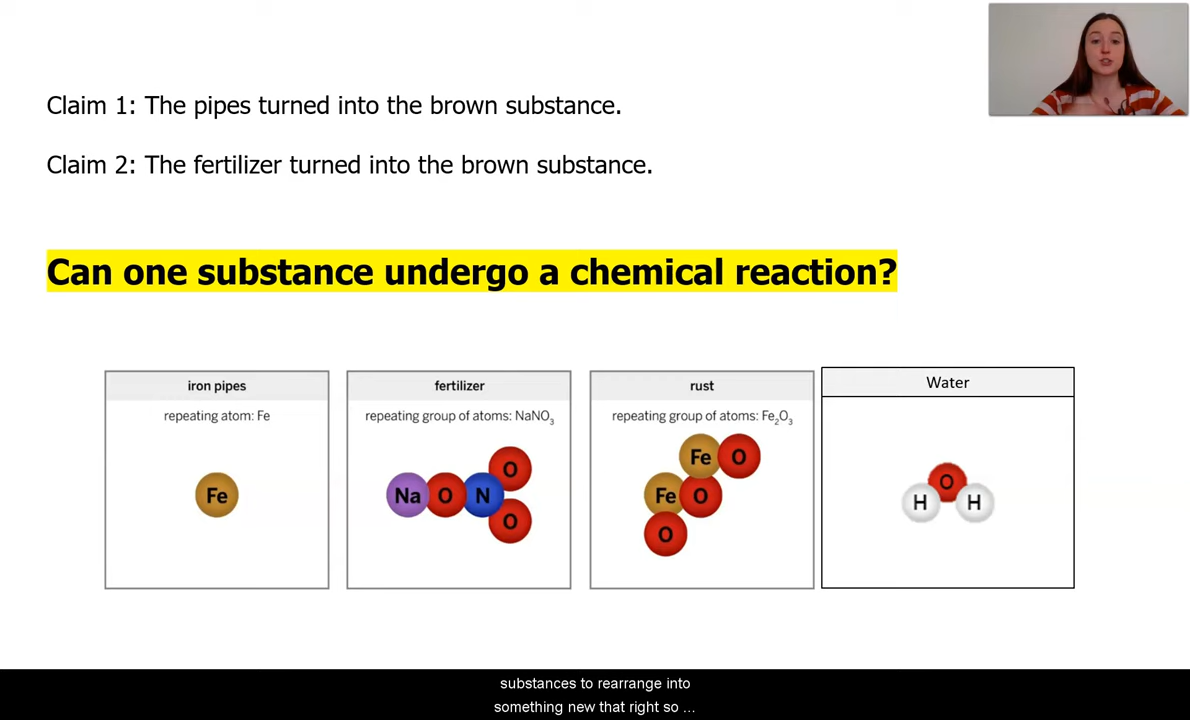 Claim 1: The pipes turned into the brown substance.
Claim 2: The fertilizer turned into the brown substance.
Can one substance undergo a chemical reaction?
iron pipes
repeating atom: Fe
Fe
fertilizer
repeating group of atoms: NaNO₃
Na O N O O
rust
repeating group of atoms: Fe₂O₃
Fe O
Fe O
O
Water
O
H H
substances to rearrange into
something new that right so ...